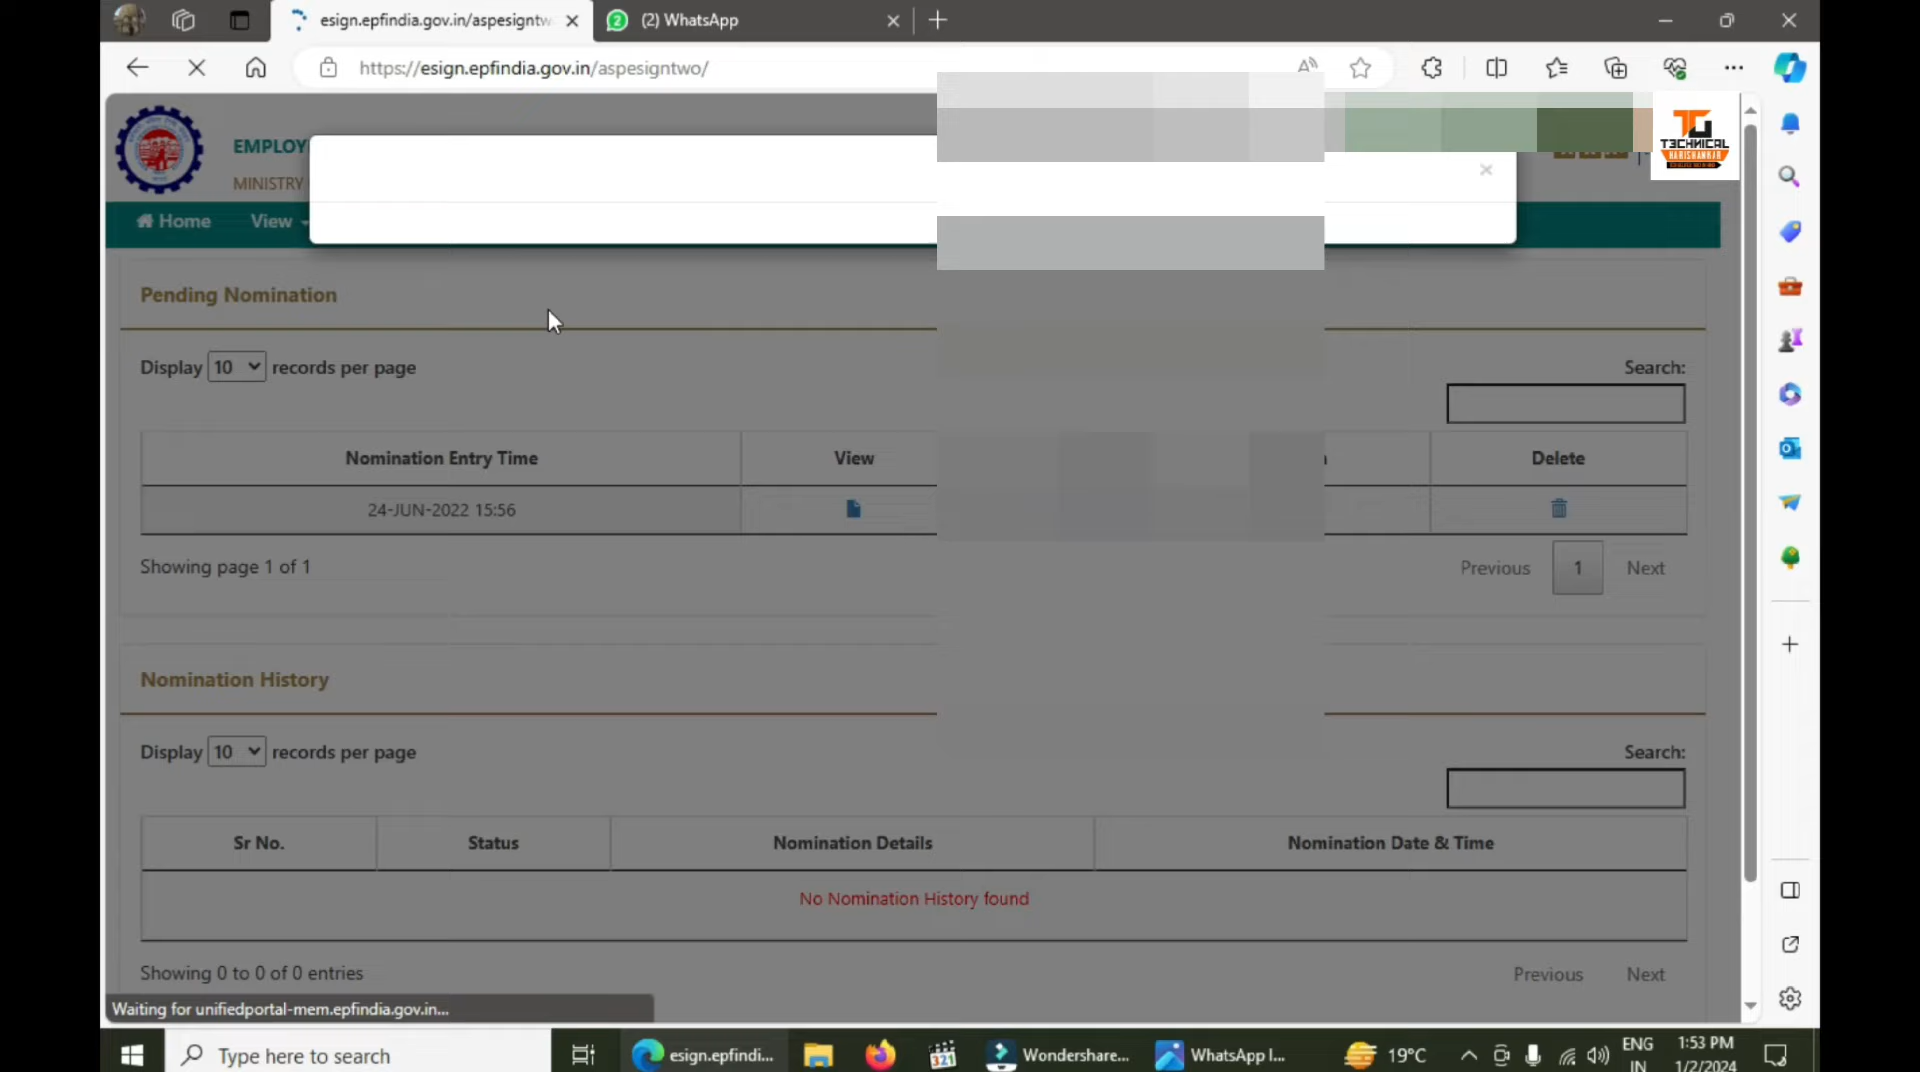 esign.epfindia.gov.in/aspesigntw
(2) WhatsApp
https://esign.epfindia.gov.in/aspesigntwo/
EMPLOY
MINISTRY
TECHNICAL
HARISHANKAR
Home
View
Pending Nomination
Display 10 records per page
Search:
Nomination Entry Time
View
Delete
24-JUN-2022 15:56
Showing page 1 of 1
Previous
1
Next
Nomination History
Display 10 records per page
Search:
Sr No.
Status
Nomination Details
Nomination Date & Time
No Nomination History found
Showing 0 to 0 of 0 entries
Previous
Next
Waiting for unifiedportal-mem.epfindia.gov.in...
Type here to search
esign.epfindi...
321
Wondershare...
WhatsApp I...
19°C
ENG
IN
1:53 PM
1/2/2024